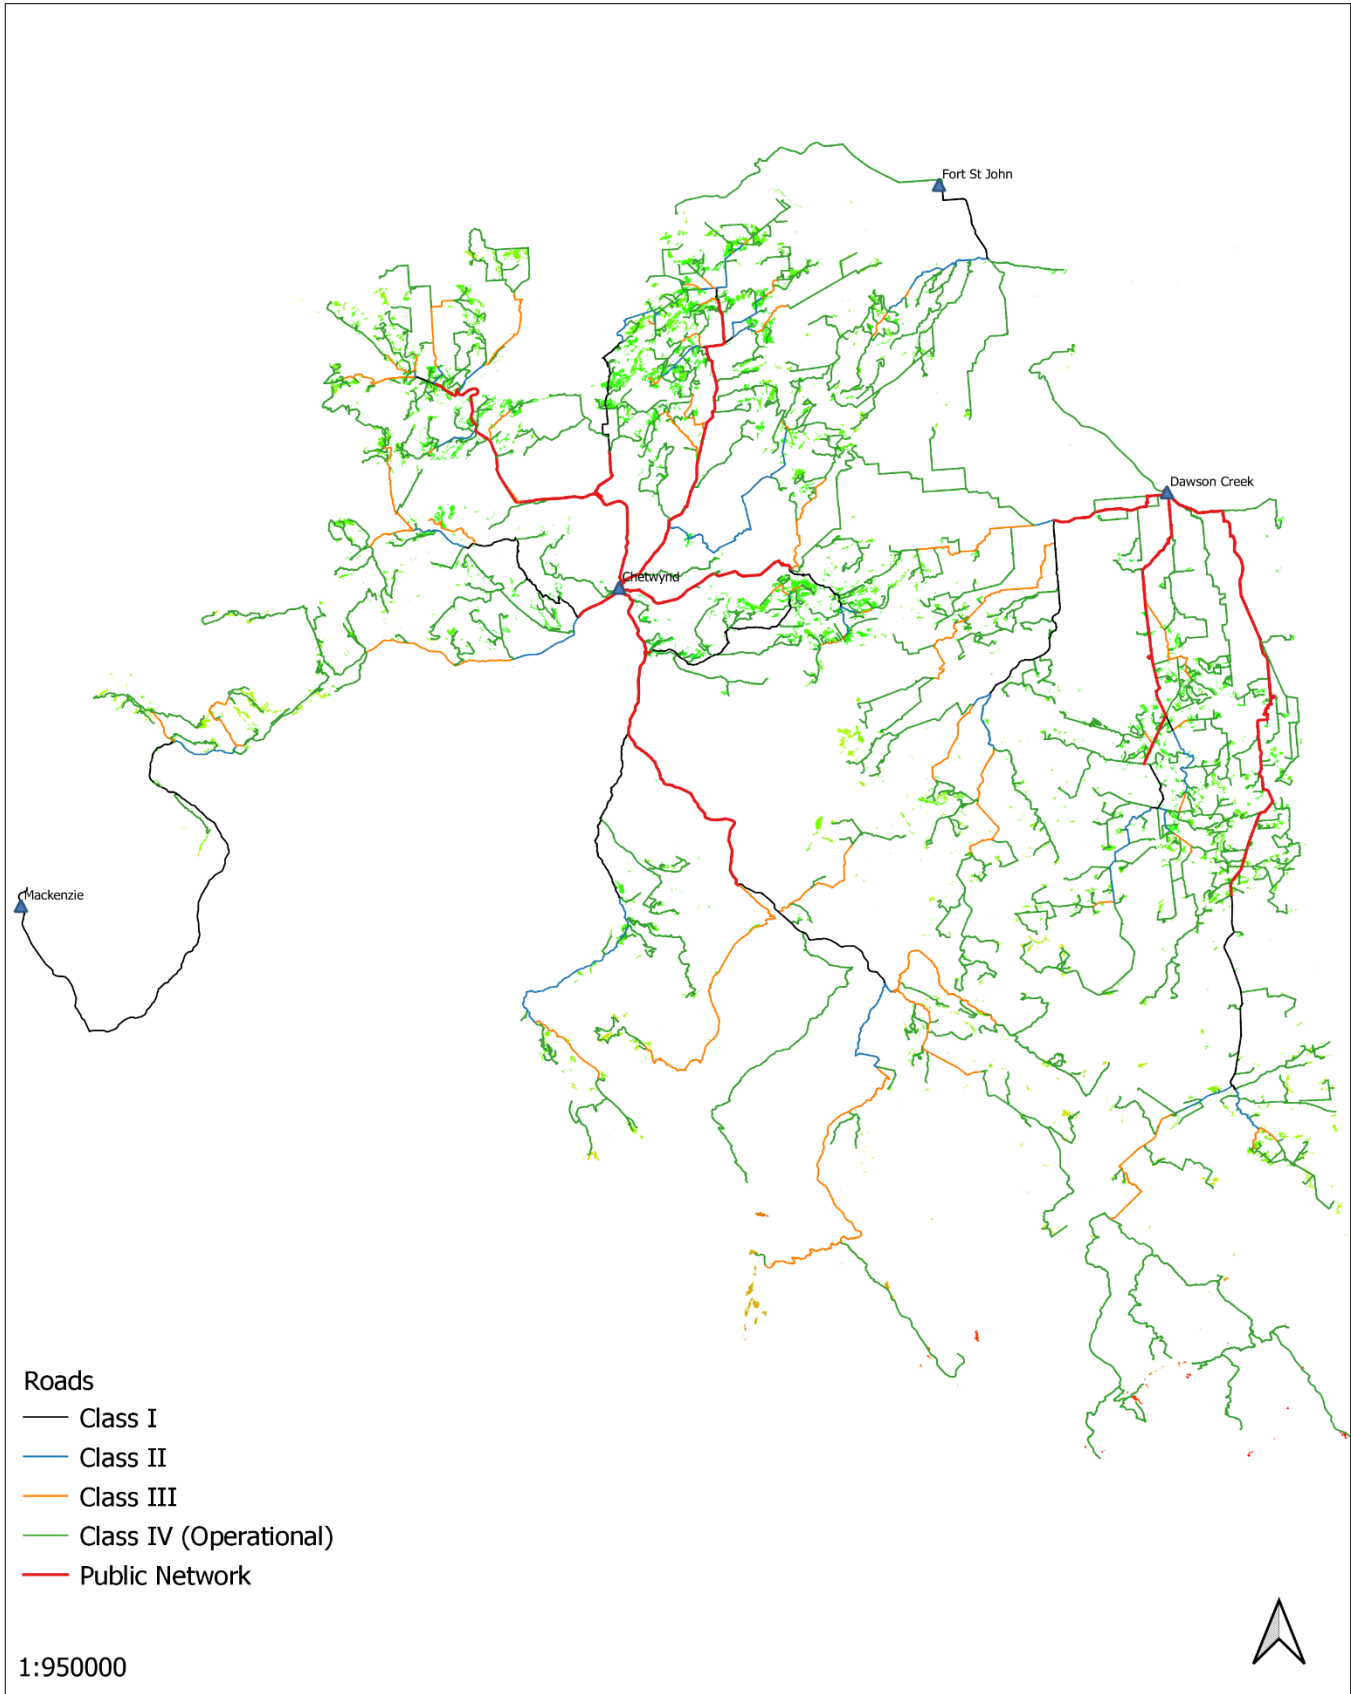 Fort St John
Dawson Creek
Chetwynd
Mackenzie
Roads
Class I
Class II
Class III
Class IV (Operational)
Public Network
1:950000